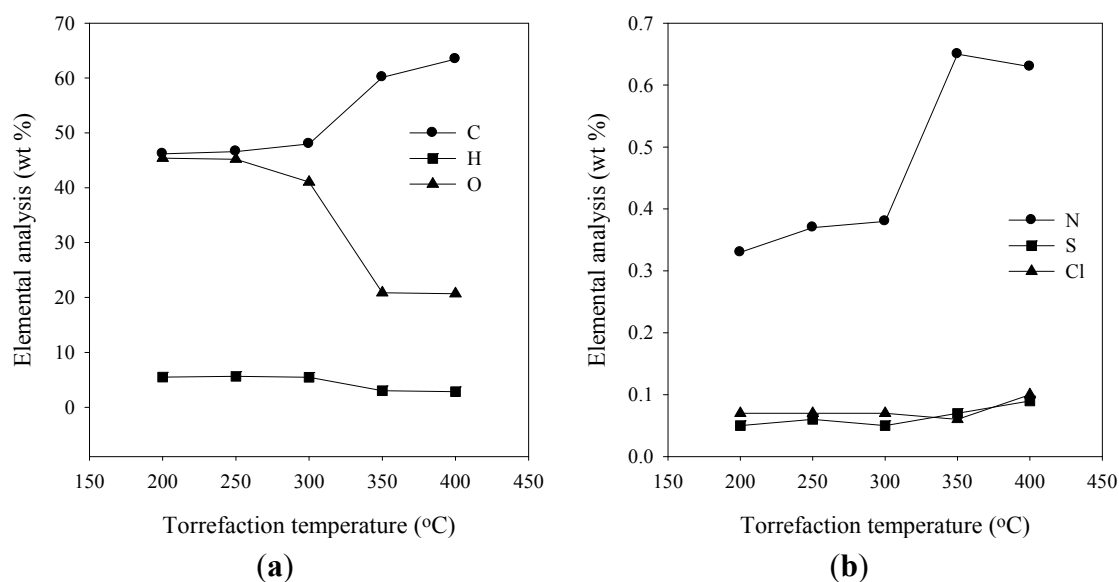 70
60
50
40
30
20
10
0
Elemental analysis (wt %)
C
H
O
150 200 250 300 350 400 450
Torrefaction temperature (ºC)
(a)
0.7
0.6
0.5
0.4
0.3
0.2
0.1
0.0
Elemental analysis (wt %)
N
S
Cl
150 200 250 300 350 400 450
Torrefaction temperature (ºC)
(b)